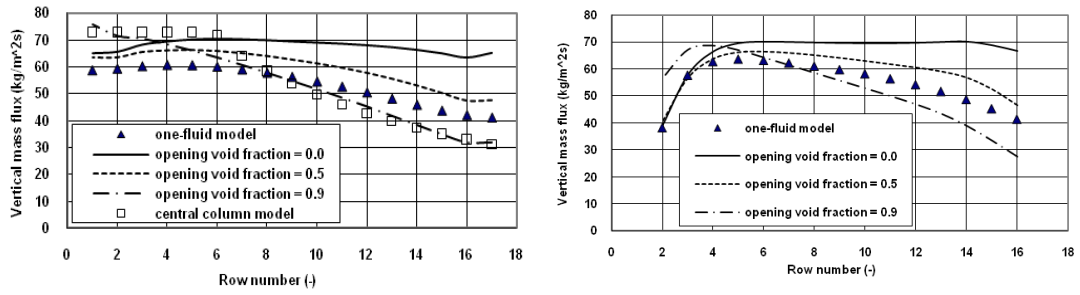 Vertical mass flux (kg/m^2s)
80
70
60
50
40
30
20
10
0
one-fluid model
opening void fraction = 0.0
opening void fraction = 0.5
opening void fraction = 0.9
central column model
0 2 4 6 8 10 12 14 16 18
Row number (-)
Vertical mass flux (kg/m^2s)
80
70
60
50
40
30
20
10
0
one-fluid model
opening void fraction = 0.0
opening void fraction = 0.5
opening void fraction = 0.9
0 2 4 6 8 10 12 14 16 18
Row number (-)